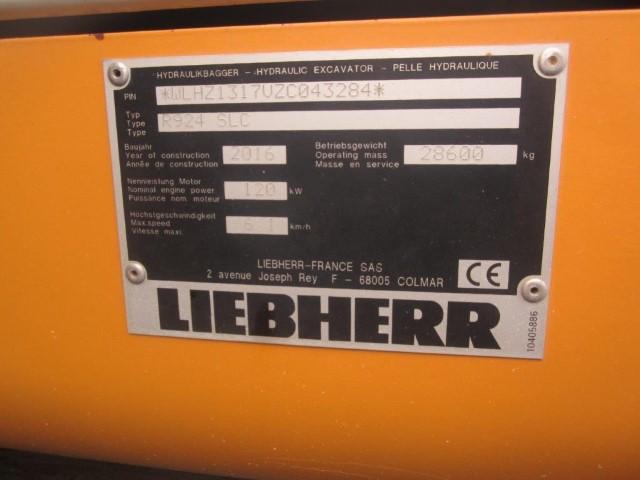 HYDRAULIKBAGGER - HYDRAULIC EXCAVATOR - PELLE HYDRAULIQUE
PIN *WLHZ1317VZC043284*
Typ
Type R924 SLC
Type
Baujahr
Year of construction 2016
Année de construction
Betriebsgewicht
Operating mass 28600 kg
Masse en service
Nennleistung Motor
Nominal engine power 120 kW
Puissance nom. moteur
Höchstgeschwindigkeit
Max.speed 6.1 km/h
Vitesse maxi.
LIEBHERR-FRANCE SAS
2 avenue Joseph Rey F - 68005 COLMAR
CE
LIEBHERR
10405886